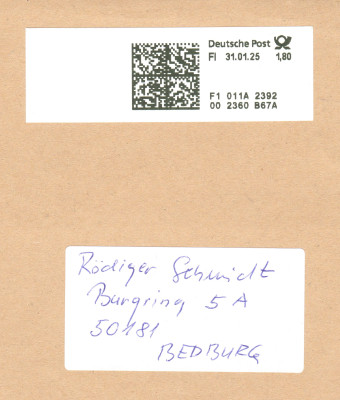 Deutsche Post
FI 31.01.25 1,80
F1 011A 2392
00 2360 B67A
Rödiger Schmidt
Burgring 5 A
50181
BEDBURG